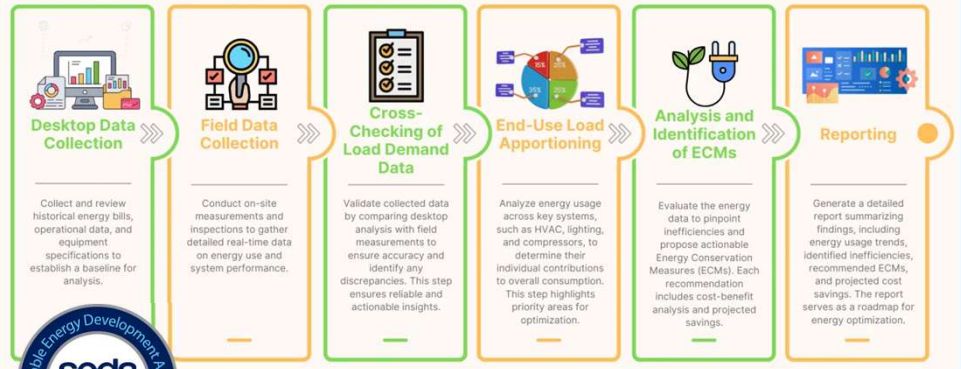 Desktop Data
Collection
Collect and review
historical energy bills,
operational data, and
equipment
specifications to
establish a baseline for
analysis.
Field Data
Collection
Conduct on-site
measurements and
inspections to gather
detailed real-time data
on energy use and
system performance.
Cross-
Checking of
Load Demand
Data
Validate collected data
by comparing desktop
analysis with field
measurements to
ensure accuracy and
identify any
discrepancies. This step
ensures reliable and
actionable insights.
35%
25%
35%
End-Use Load
Apportioning
Analyze energy usage
across key systems,
such as HVAC, lighting,
and compressors, to
determine their
individual contributions
to overall consumption.
This step highlights
priority areas for
optimization.
Analysis and
Identification
of ECMs
Evaluate the energy
data to pinpoint
inefficiencies and
propose actionable
Energy Conservation
Measures (ECMs). Each
recommendation
includes cost-benefit
analysis and projected
savings.
Reporting
Generate a detailed
report summarizing
findings, including
energy usage trends,
identified inefficiencies,
recommended ECMs,
and projected cost
savings. The report
serves as a roadmap for
energy optimization.
Energy Development